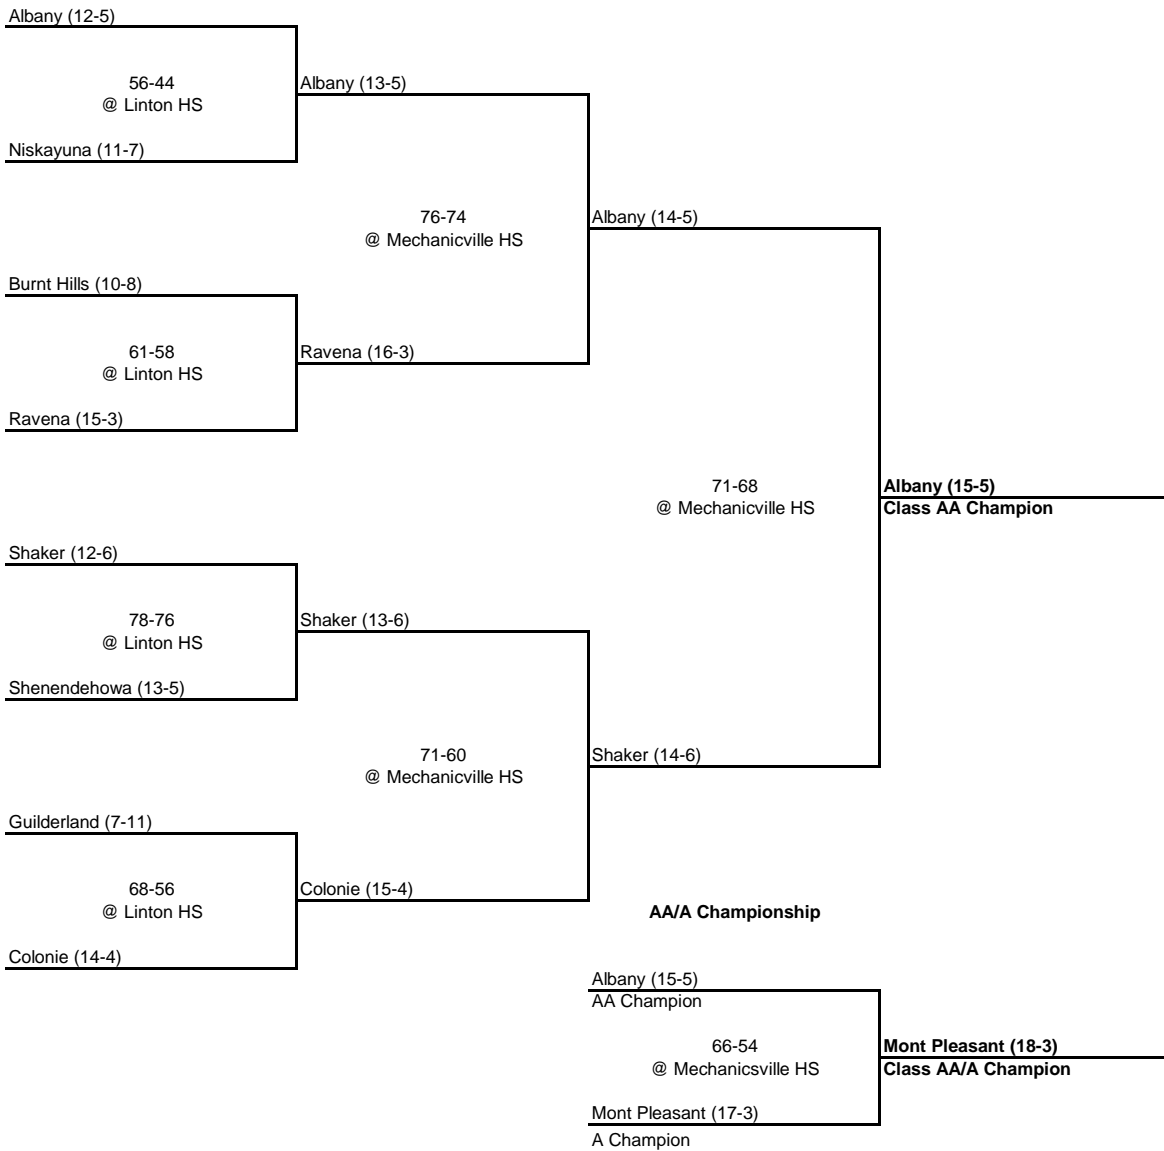 Albany (12-5)
56-44
@ Linton HS
Albany (13-5)
Niskayuna (11-7)
76-74
@ Mechanicville HS
Albany (14-5)
Burnt Hills (10-8)
61-58
@ Linton HS
Ravena (16-3)
Ravena (15-3)
71-68
@ Mechanicville HS
Albany (15-5)
Class AA Champion
Shaker (12-6)
78-76
@ Linton HS
Shaker (13-6)
Shenendehowa (13-5)
71-60
@ Mechanicville HS
Shaker (14-6)
Guilderland (7-11)
68-56
@ Linton HS
Colonie (15-4)
Colonie (14-4)
AA/A Championship
Albany (15-5)
AA Champion
66-54
@ Mechanicsville HS
Mont Pleasant (18-3)
Class AA/A Champion
Mont Pleasant (17-3)
A Champion